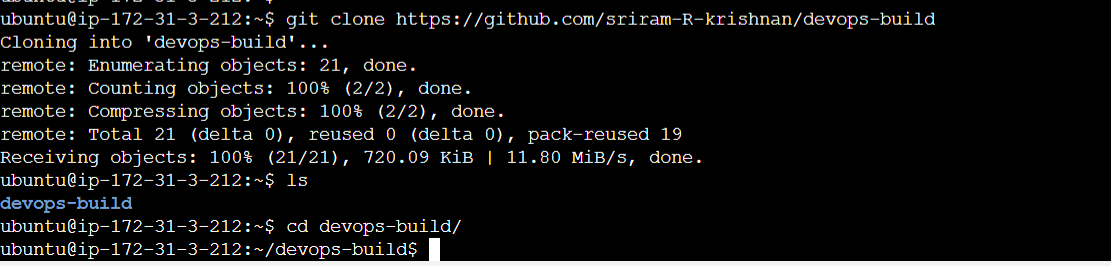 ubuntu@ip-172-31-3-212:~$ git clone https://github.com/sriram-R-krishnan/devops-build
Cloning into 'devops-build'...
remote: Enumerating objects: 21, done.
remote: Counting objects: 100% (2/2), done.
remote: Compressing objects: 100% (2/2), done.
remote: Total 21 (delta 0), reused 0 (delta 0), pack-reused 19
Receiving objects: 100% (21/21), 720.09 KiB | 11.80 MiB/s, done.
ubuntu@ip-172-31-3-212:~$ ls
devops-build
ubuntu@ip-172-31-3-212:~$ cd devops-build/
ubuntu@ip-172-31-3-212:~/devops-build$